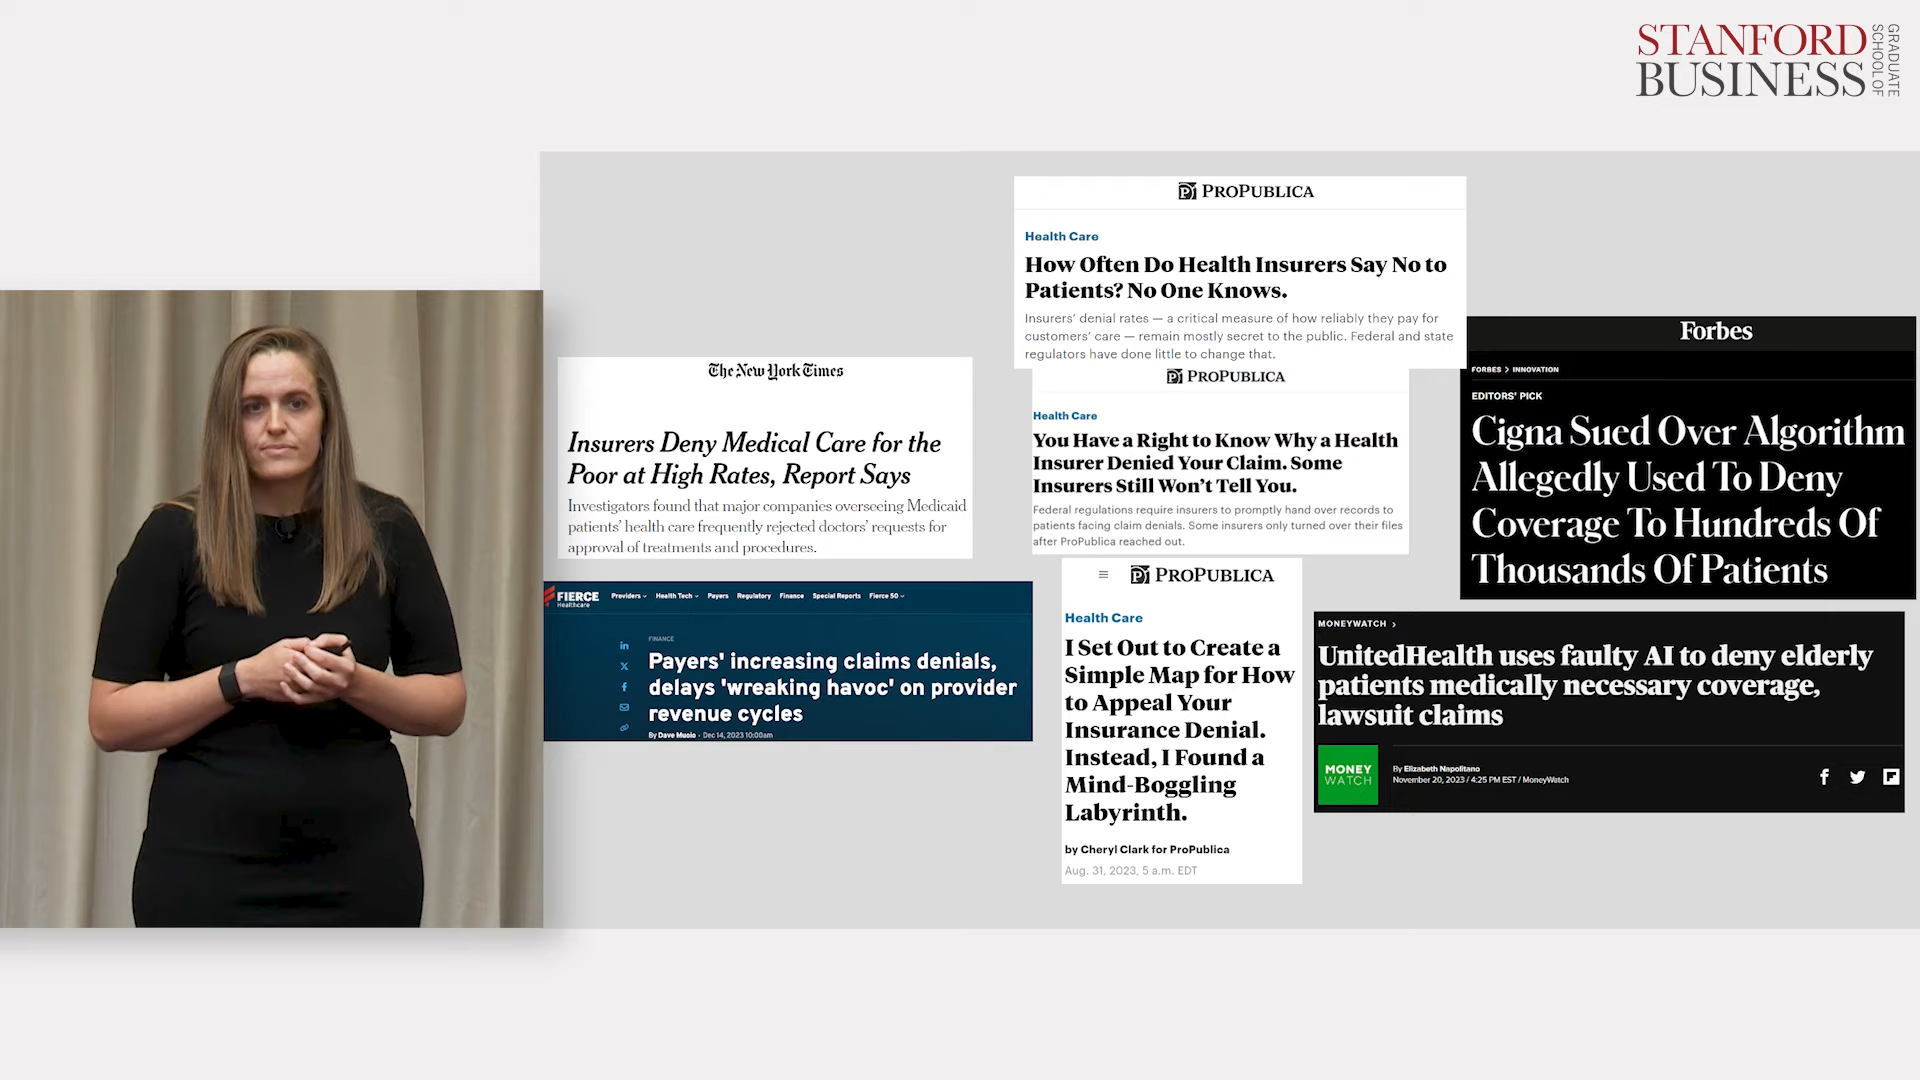 STANFORD
BUSINESS
GRADUATE
SCHOOL OF
PROPUBLICA
Health Care
How Often Do Health Insurers Say No to
Patients? No One Knows.
Insurers' denial rates — a critical measure of how reliably they pay for
customers' care — remain mostly secret to the public. Federal and state
regulators have done little to change that.
The New York Times
Insurers Deny Medical Care for the
Poor at High Rates, Report Says
Investigators found that major companies overseeing Medicaid
patients' health care frequently rejected doctors' requests for
approval of treatments and procedures.
PROPUBLICA
Health Care
You Have a Right to Know Why a Health
Insurer Denied Your Claim. Some
Insurers Still Won't Tell You.
Federal regulations require insurers to promptly hand over records to
patients facing claim denials. Some insurers only turned over their files
after ProPublica reached out.
Forbes
FORBES > INNOVATION
EDITORS' PICK
Cigna Sued Over Algorithm
Allegedly Used To Deny
Coverage To Hundreds Of
Thousands Of Patients
FIERCE
Healthcare
Providers Health Tech Payers Regulatory Finance Special Reports Fierce 50
FINANCE
Payers' increasing claims denials,
delays 'wreaking havoc' on provider
revenue cycles
By Dave Muoio - Dec 14, 2023 10:00am
PROPUBLICA
Health Care
I Set Out to Create a
Simple Map for How
to Appeal Your
Insurance Denial.
Instead, I Found a
Mind-Boggling
Labyrinth.
by Cheryl Clark for ProPublica
Aug. 31, 2023, 5 a.m. EDT
MONEYWATCH >
UnitedHealth uses faulty AI to deny elderly
patients medically necessary coverage,
lawsuit claims
MONEY
WATCH
By Elizabeth Napolitano
November 20, 2023 / 4:25 PM EST / MoneyWatch